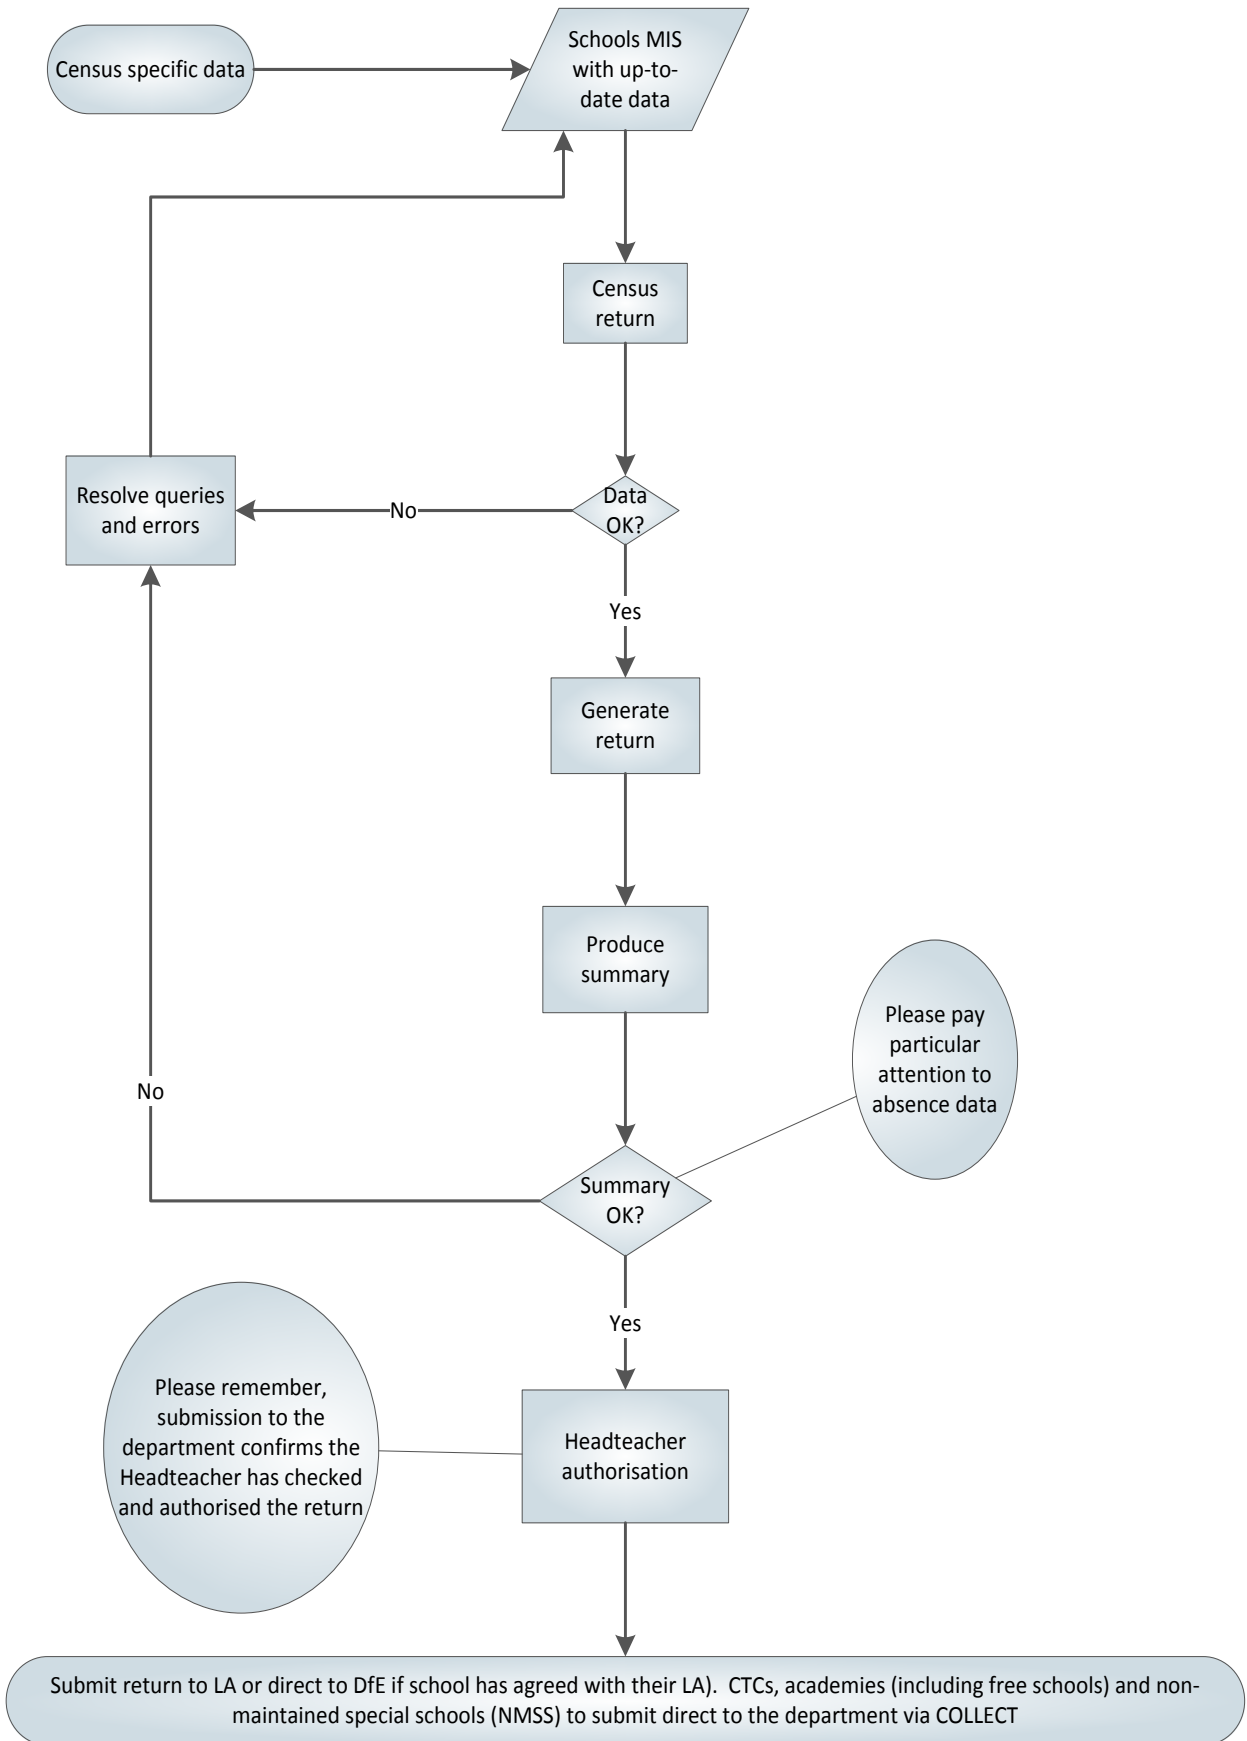 Census specific data
Schools MIS
with up-to-
date data
Census
return
Data
OK?
No
Resolve queries
and errors
Yes
Generate
return
Produce
summary
Please pay
particular
attention to
absence data
No
Summary
OK?
Yes
Please remember,
submission to the
department confirms the
Headteacher has checked
and authorised the return
Headteacher
authorisation
Submit return to LA or direct to DfE if school has agreed with their LA).  CTCs, academies (including free schools) and non-
maintained special schools (NMSS) to submit direct to the department via COLLECT